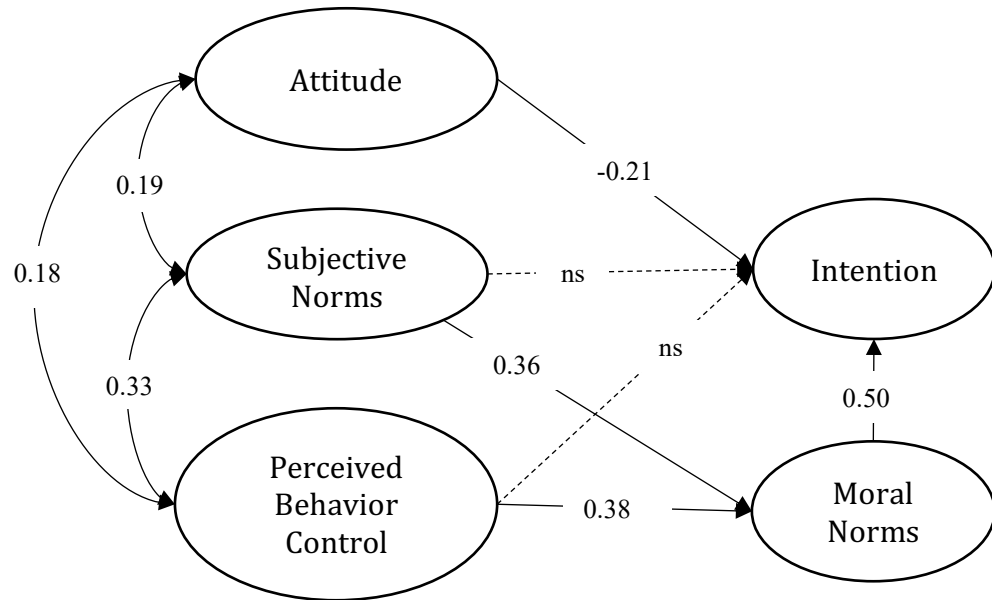 Attitude
-0.21
0.19
Subjective
Norms
ns
Intention
0.18
ns
0.36
0.33
0.50
Perceived
Behavior
Control
0.38
Moral
Norms